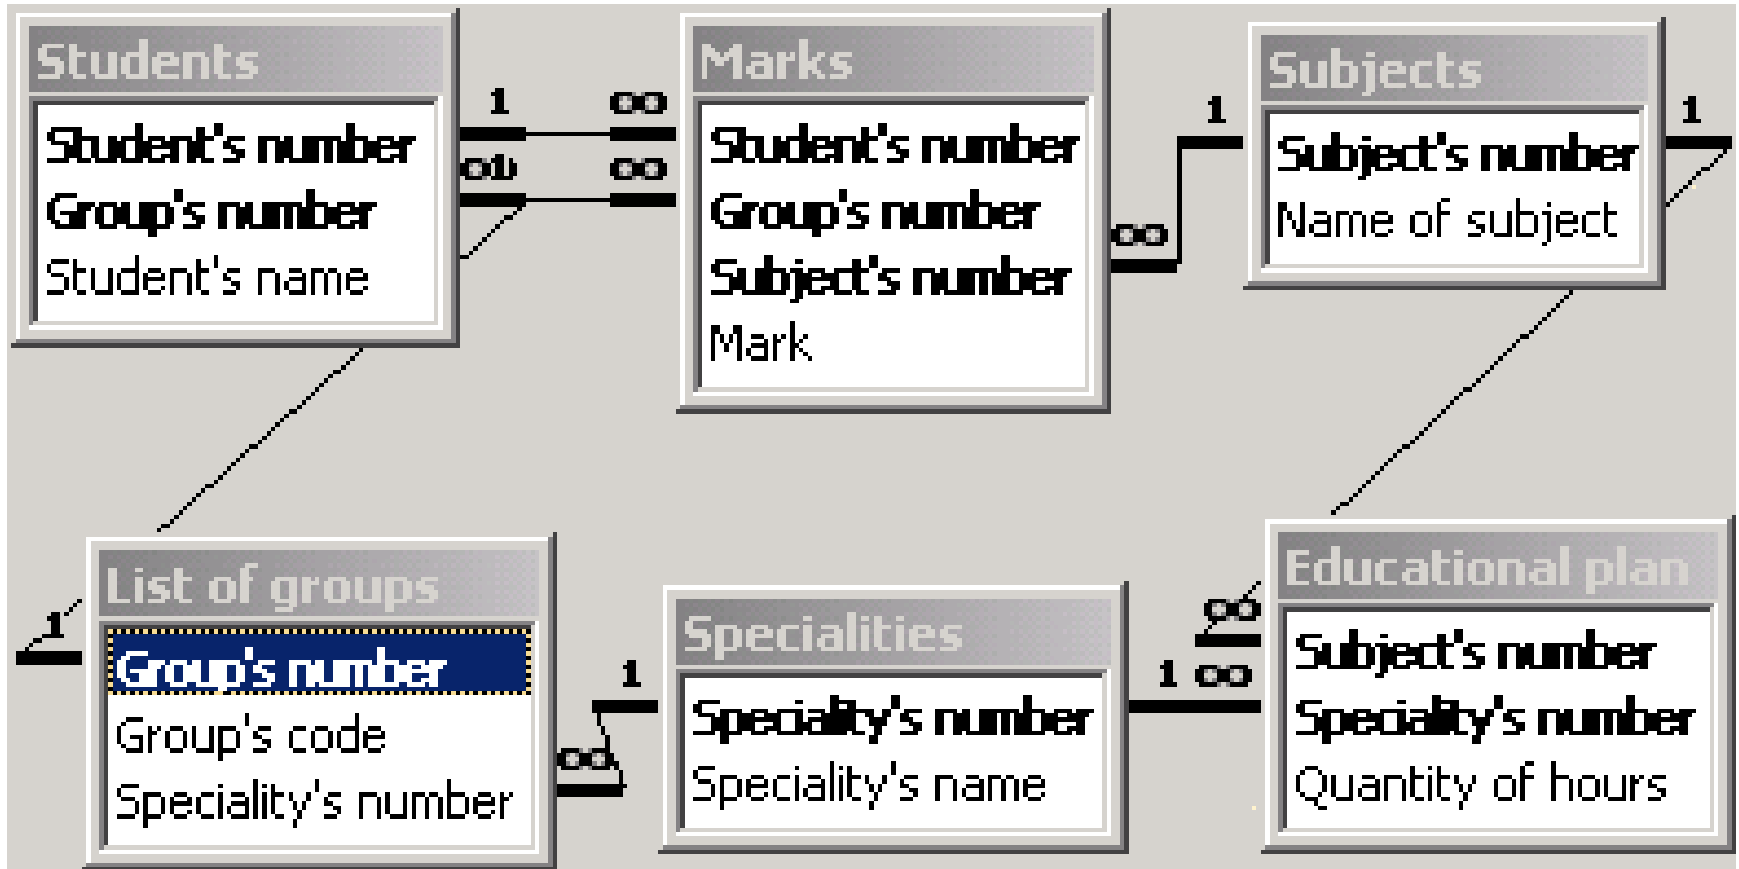 Students
Student's number
Group's number
Student's name
1
∞
∞1
∞
Marks
Student's number
Group's number
Subject's number
Mark
1
∞
Subjects
Subject's number
Name of subject
1
List of groups
Group's number
Group's code
Speciality's number
1
∞
1
Specialities
Speciality's number
Speciality's name
1
∞
∞
Educational plan
Subject's number
Speciality's number
Quantity of hours